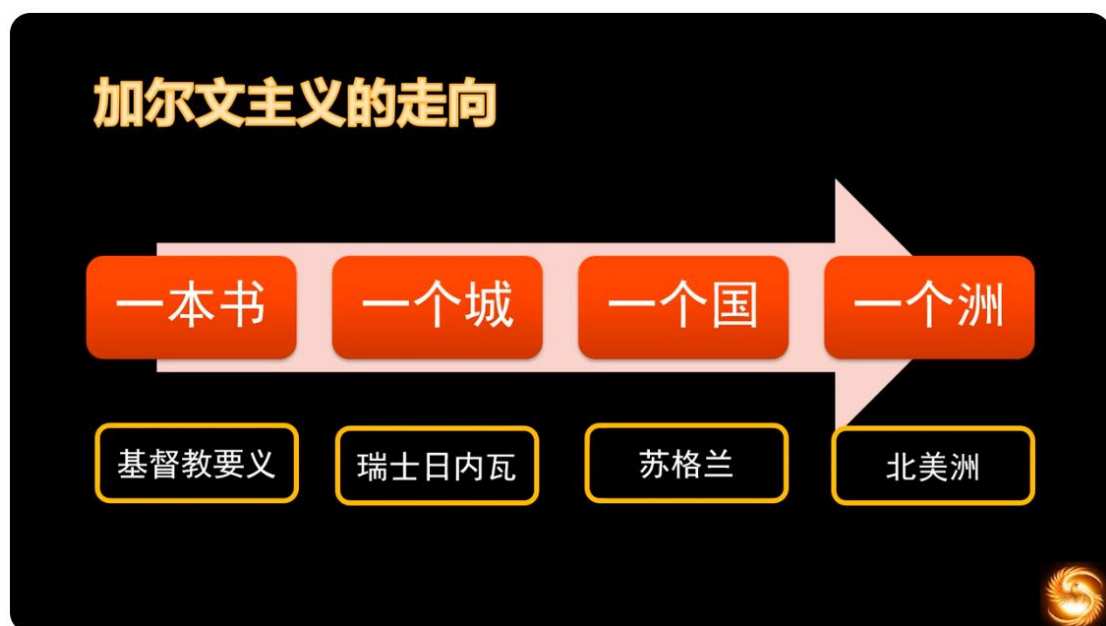 加尔文主义的走向
一本书
一个城
一个国
一个洲
基督教要义
瑞士日内瓦
苏格兰
北美洲